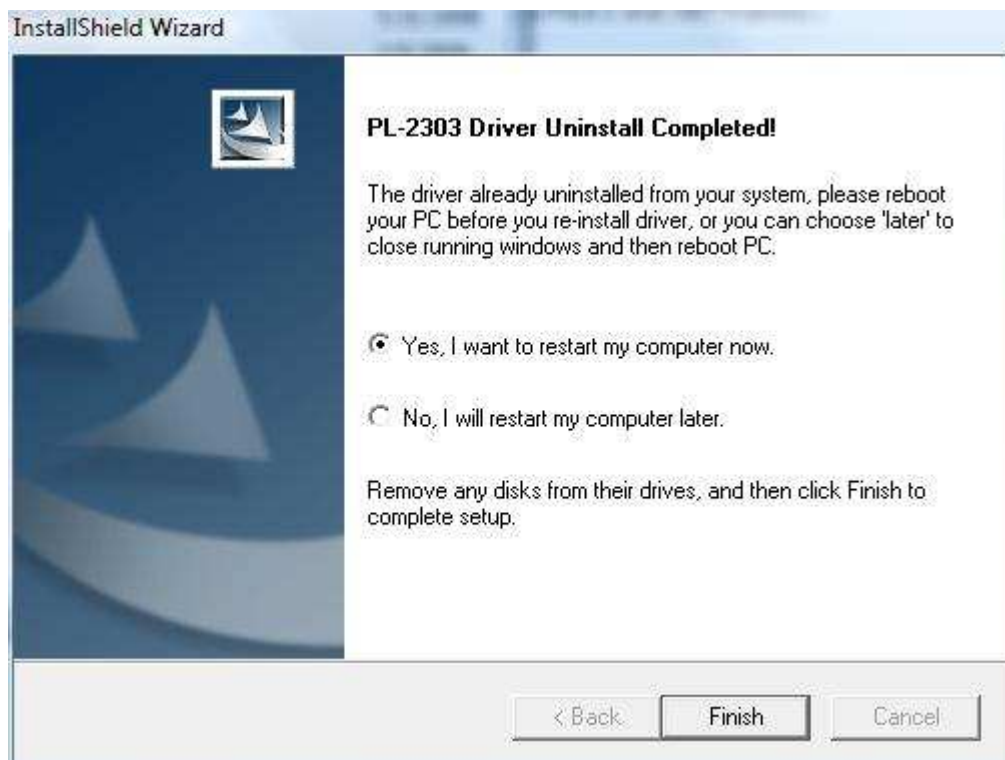 InstallShield Wizard
PL-2303 Driver Uninstall Completed!
The driver already uninstalled from your system, please reboot
your PC before you re-install driver, or you can choose 'later' to
close running windows and then reboot PC.
Yes, I want to restart my computer now.
No, I will restart my computer later.
Remove any disks from their drives, and then click Finish to
complete setup.
< Back Finish Cancel